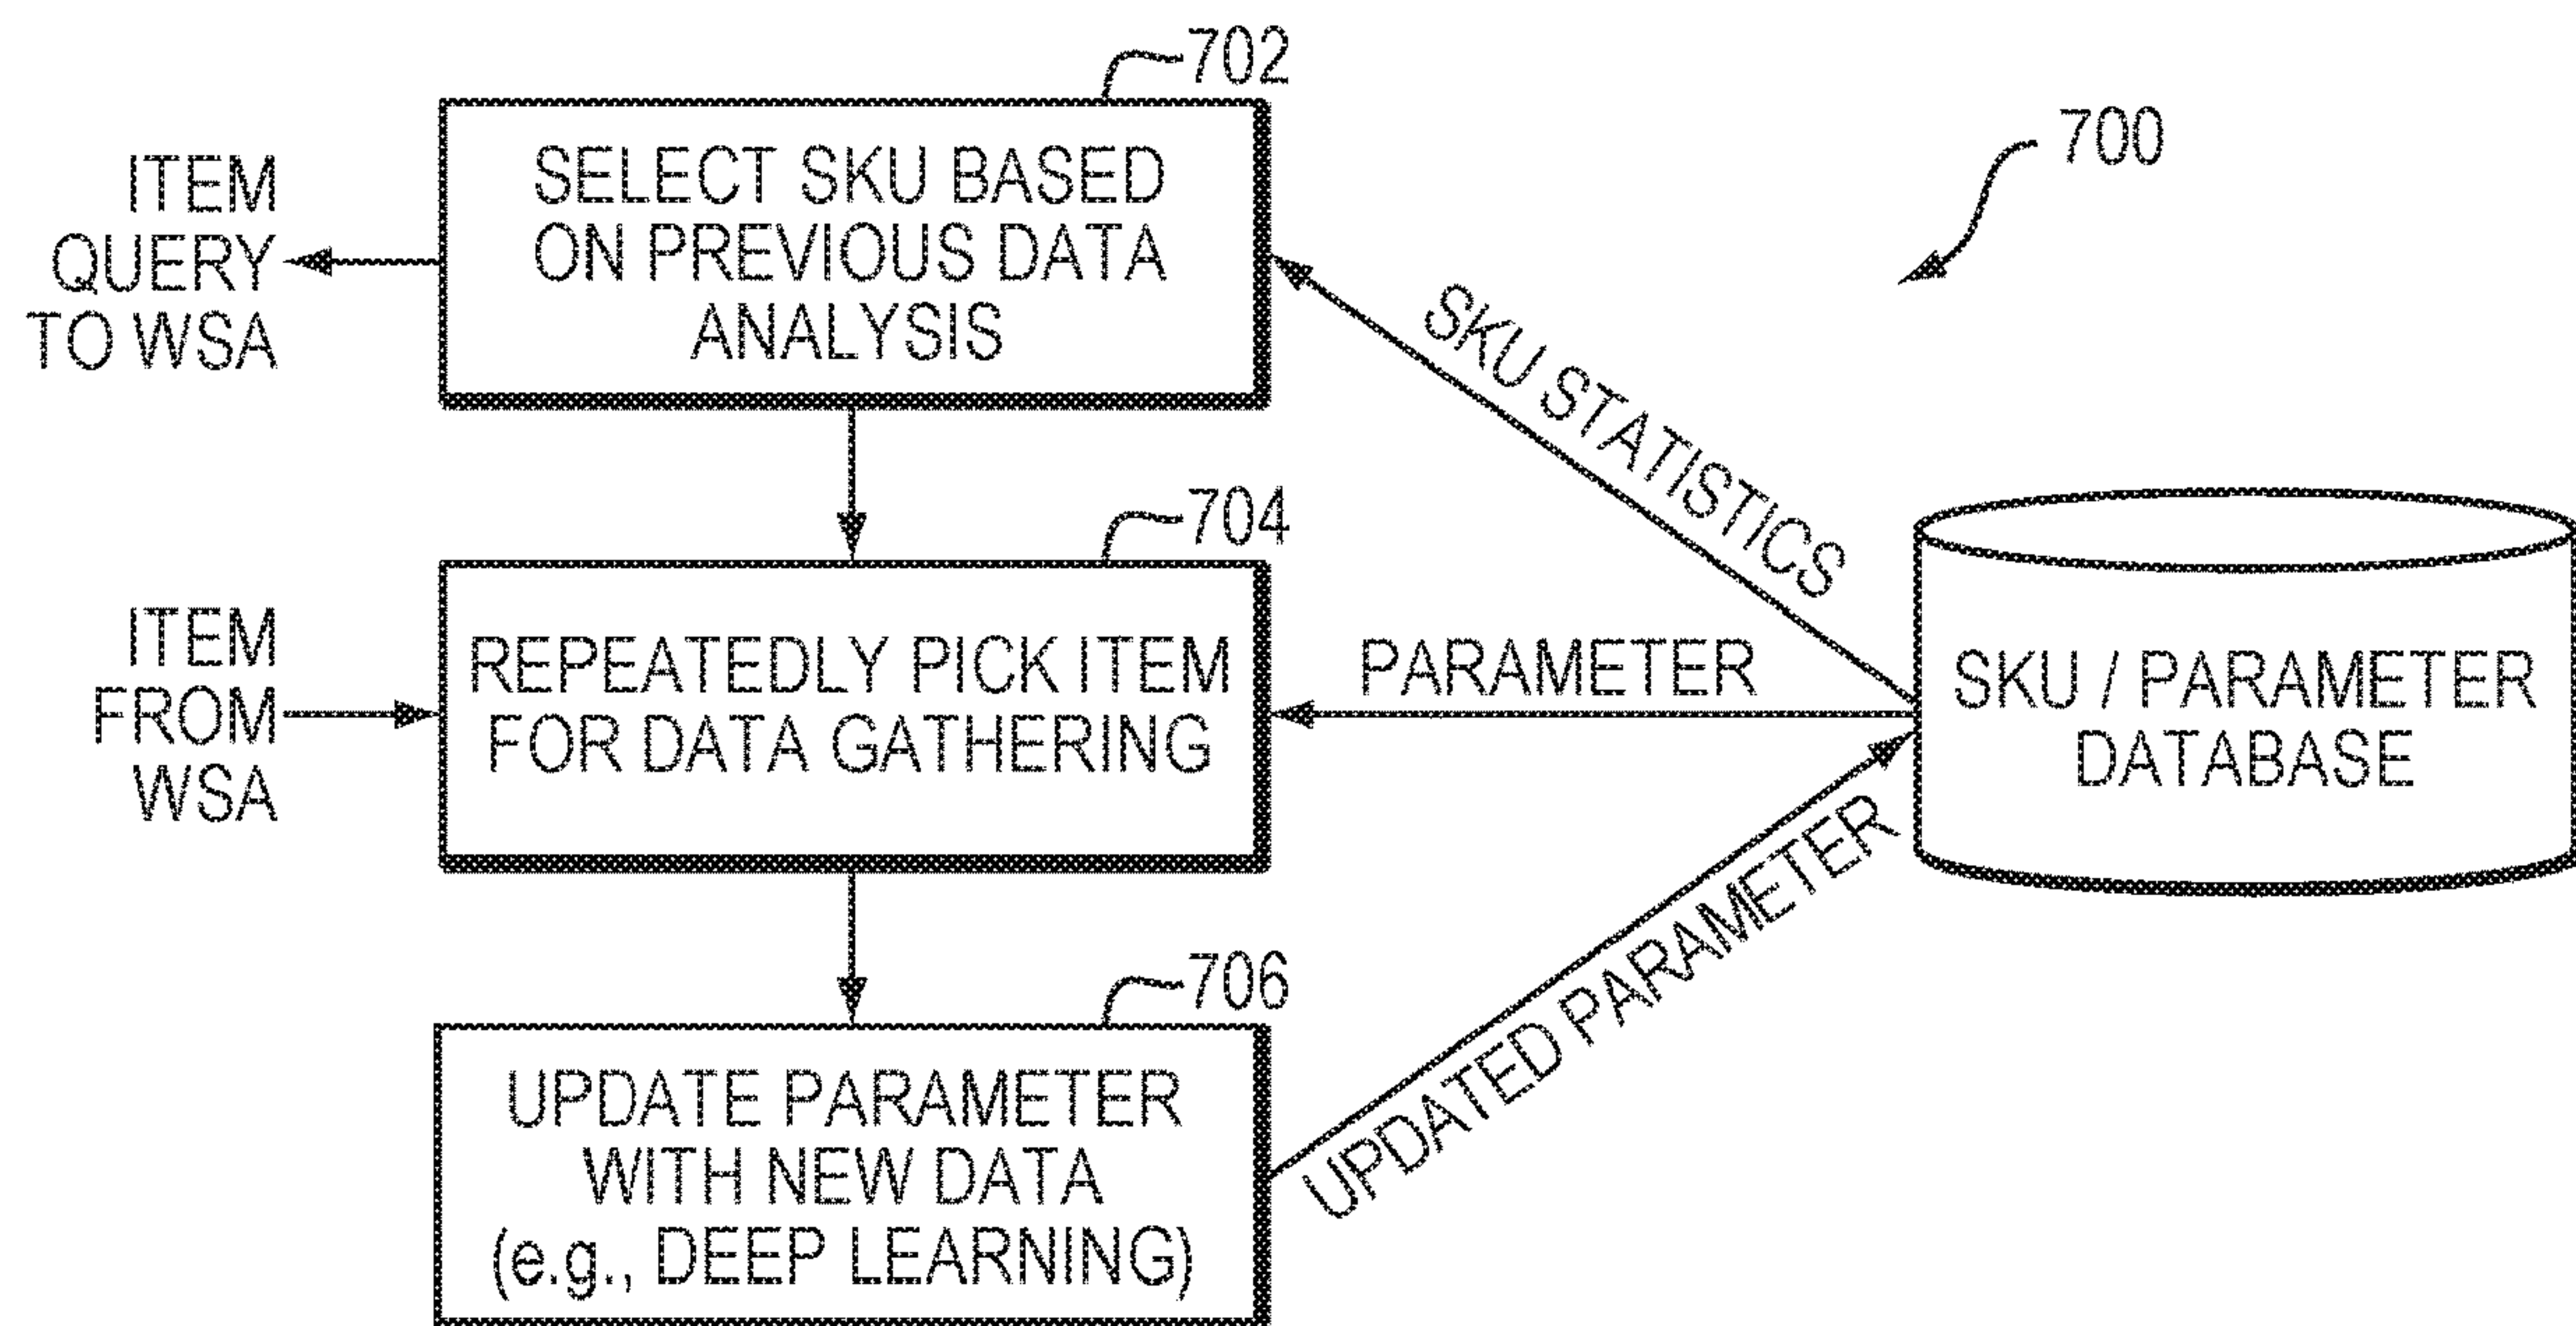 702
700
ITEM
QUERY
TO WSA
SELECT SKU BASED
ON PREVIOUS DATA
ANALYSIS
SKU STATISTICS
704
ITEM
FROM
WSA
REPEATEDLY PICK ITEM
FOR DATA GATHERING
PARAMETER
SKU / PARAMETER
DATABASE
UPDATED PARAMETER
706
UPDATE PARAMETER
WITH NEW DATA
(e.g., DEEP LEARNING)